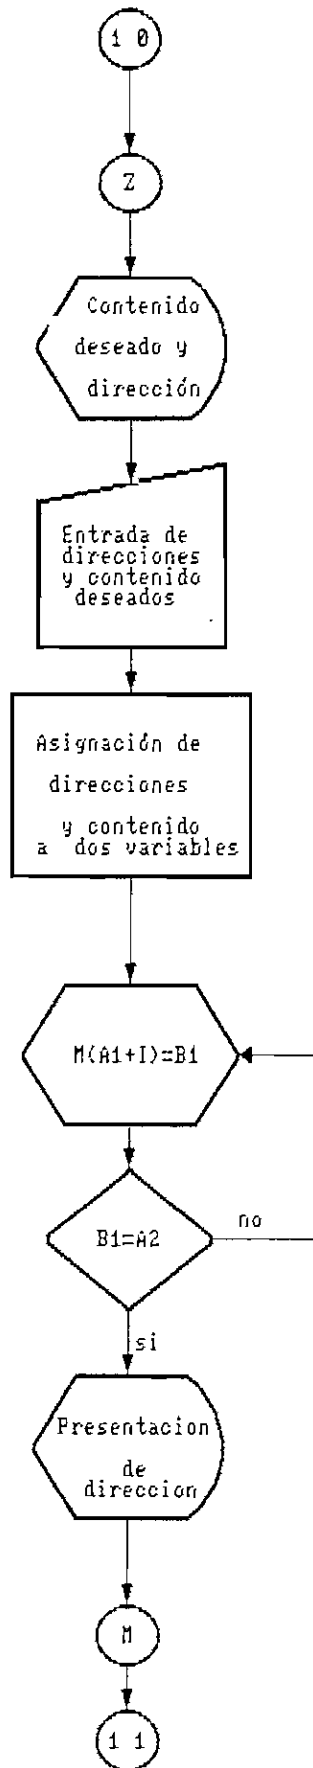 1 0
Z
Contenido
deseado y
dirección
Entrada de
direcciones
y contenido
deseados
Asignación de
direcciones
y contenido
a dos variables
M(A1+I)=B1
B1=A2
no
si
Presentacion
de
direccion
M
1 1